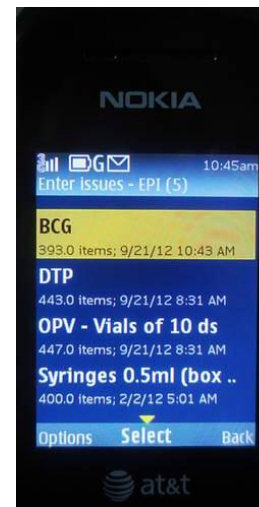 NOKIA
3 G 10:45am
Enter issues - EPI (5)
BCG
393.0 items; 9/21/12 10:43 AM
DTP
443.0 items; 9/21/12 8:31 AM
OPV - Vials of 10 ds
447.0 items; 9/21/12 8:31 AM
Syringes 0.5ml (box ..
400.0 items; 2/2/12 5:01 AM
Options Select Back
at&t